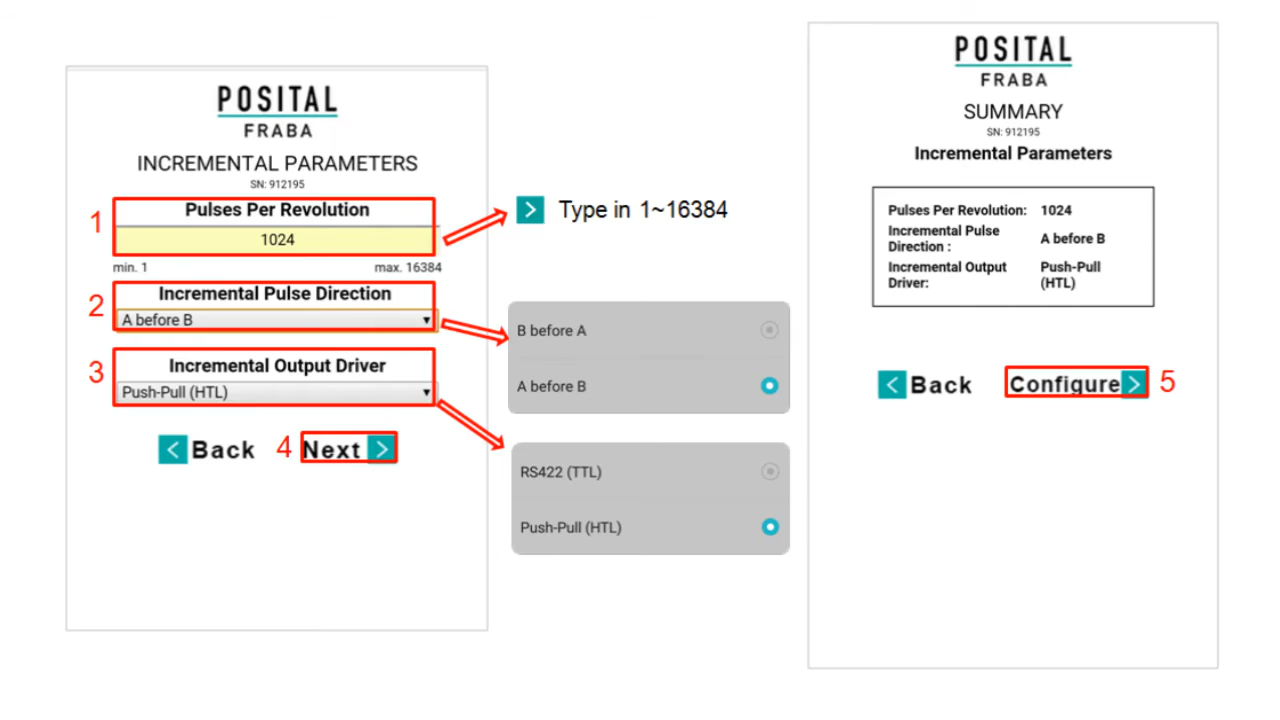 POSITAL
FRABA
INCREMENTAL PARAMETERS
SN: 912195
1
Pulses Per Revolution
1024
min. 1 max. 16384
2
Incremental Pulse Direction
A before B
3
Incremental Output Driver
Push-Pull (HTL)
< Back 4 Next >
> Type in 1~16384
B before A
A before B
RS422 (TTL)
Push-Pull (HTL)
POSITAL
FRABA
SUMMARY
SN: 912195
Incremental Parameters
Pulses Per Revolution: 1024
Incremental Pulse
Direction : A before B
Incremental Output Push-Pull
Driver: (HTL)
< Back Configure > 5